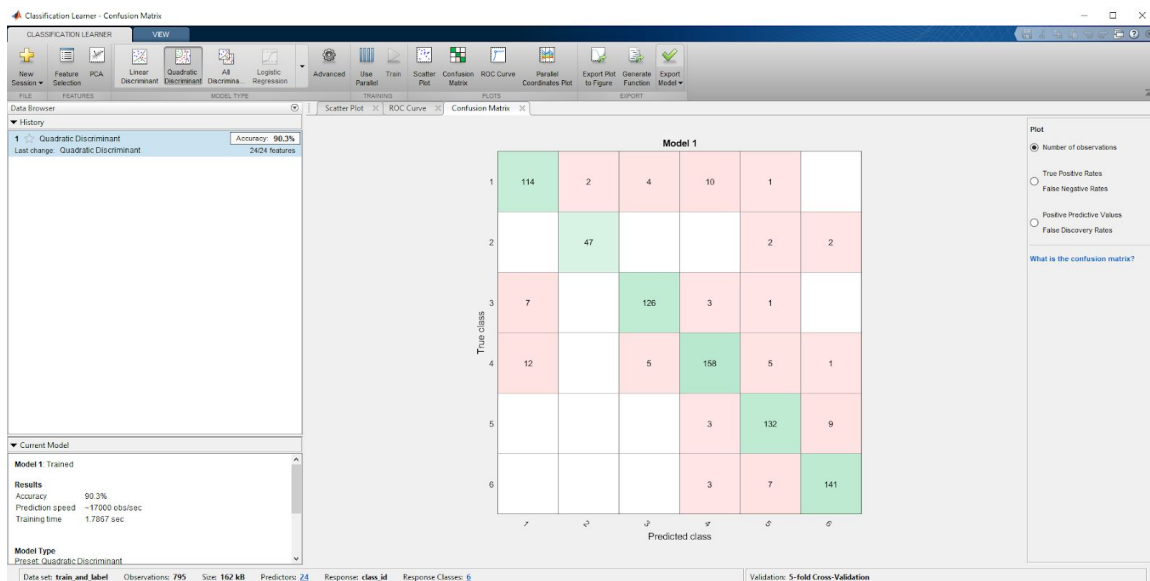 Classification Learner - Confusion Matrix
CLASSIFICATION LEARNER VIEW
New Session Feature Selection PCA Linear Discriminant Quadratic Discriminant All Discrimina... Logistic Regression Advanced Use Parallel Train Scatter Plot Confusion Matrix ROC Curve Parallel Coordinates Plot Export Plot to Figure Generate Function Export Model
FILE FEATURES MODEL TYPE TRAINING PLOTS EXPORT
Data Browser
Scatter Plot ROC Curve Confusion Matrix
History
1 Quadratic Discriminant Accuracy: 90.3%
Last change: Quadratic Discriminant 24/24 features
Current Model
Model 1: Trained
Results
Accuracy 90.3%
Prediction speed ~17000 obs/sec
Training time 1.7867 sec
Model Type
Preset: Quadratic Discriminant
Model 1
1 114 2 4 10 1
2 47 2 2
3 7 126 3 1
4 12 5 158 5 1
5 3 132 9
6 3 7 141
True class
1 2 3 4 5 6
Predicted class
Plot
Number of observations
True Positive Rates
False Negative Rates
Positive Predictive Values
False Discovery Rates
What is the confusion matrix?
Data set: train_and_label Observations: 795 Size: 162 kB Predictors: 24 Response: class_id Response Classes: 6 Validation: 5-fold Cross-Validation